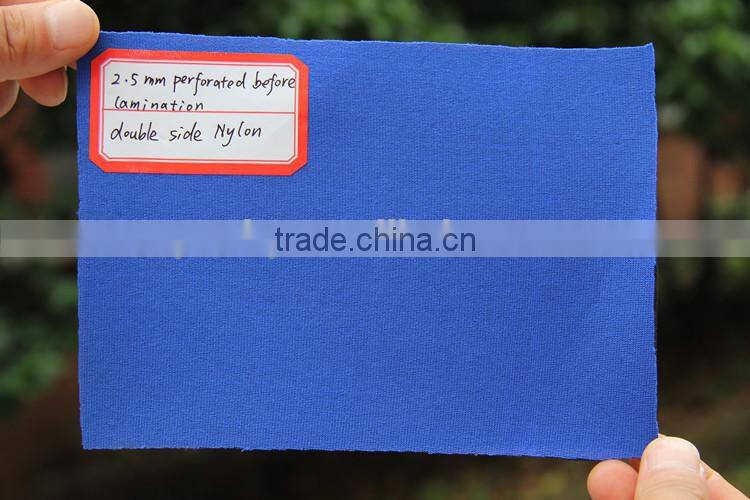 2.5 mm perforated before
lamination
double side Nylon
trade.china.cn